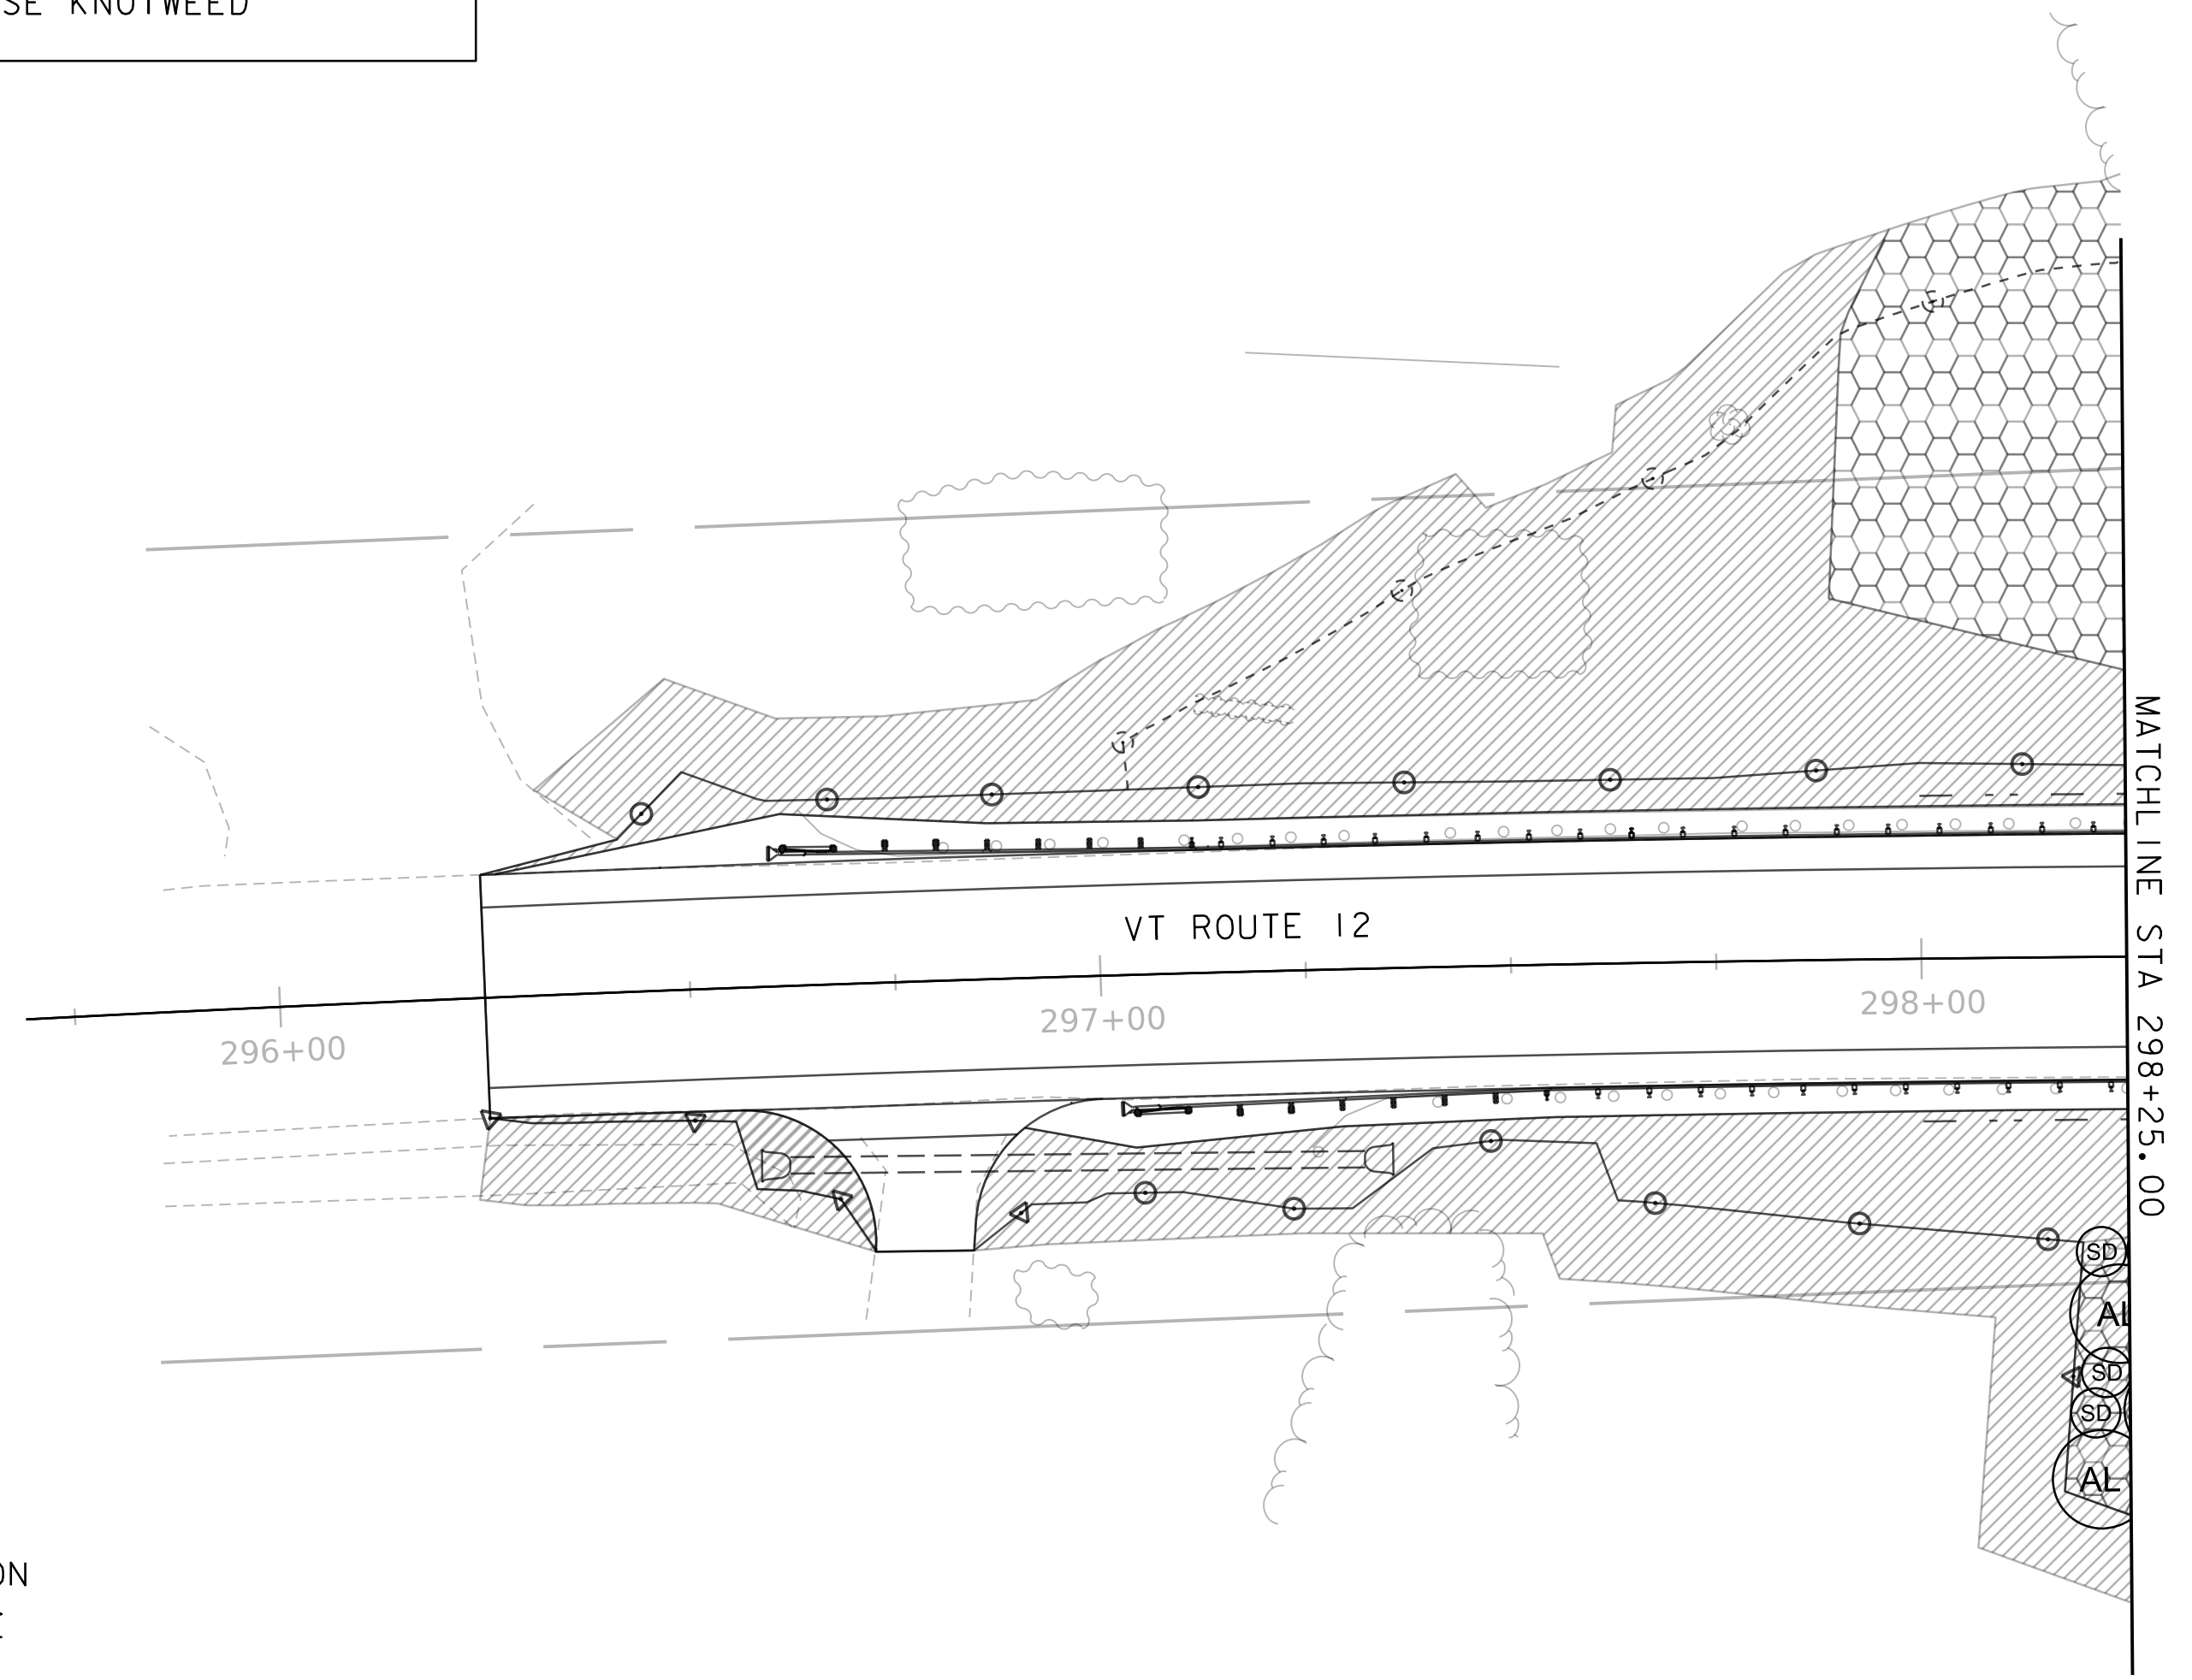 KNOTWEED
VT ROUTE 12
296+00
297+00
298+00
MATCHLINE STA 298+25.00
SD
AL
SD
SD
AL
ON